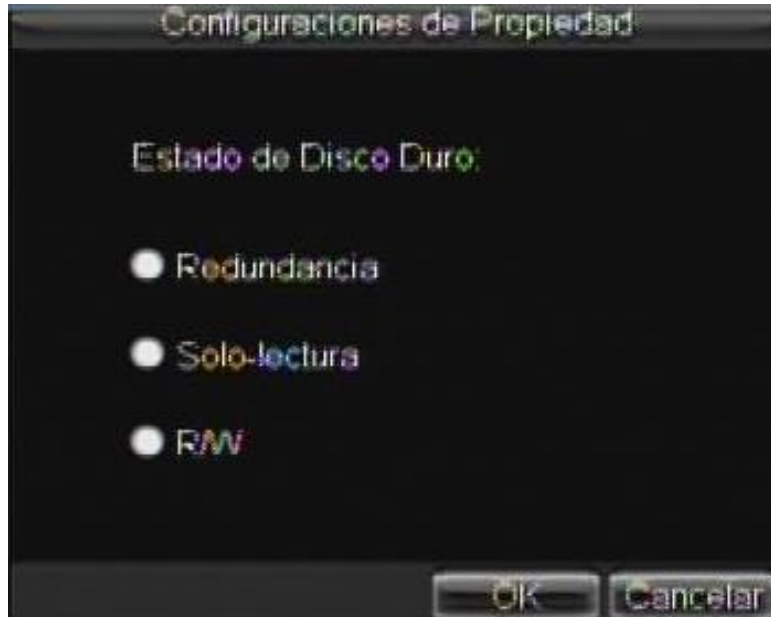 Configuraciones de Propiedad
Estado de Disco Duro:
Redundancia
Solo-lectura
R/W
OK Cancelar